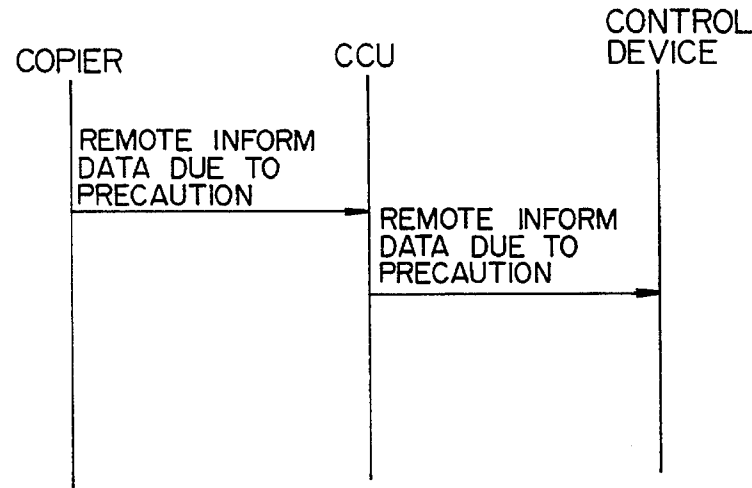 COPIER
CCU
CONTROL
DEVICE
REMOTE INFORM
DATA DUE TO
PRECAUTION
REMOTE INFORM
DATA DUE TO
PRECAUTION